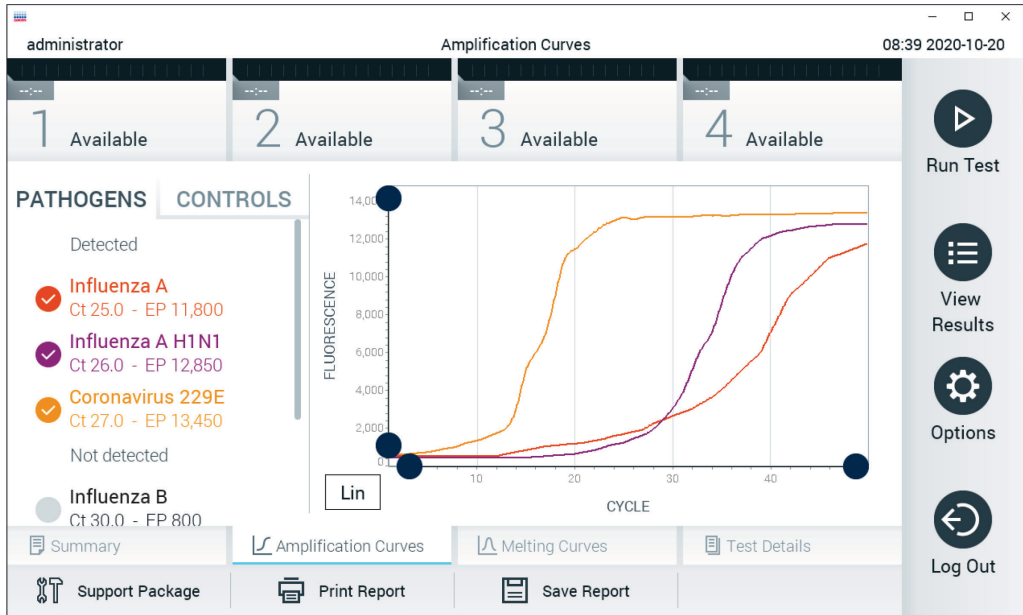 administrator
Amplification Curves
08:39 2020-10-20
--:--
--:--
--:--
--:--
1 Available
2 Available
3 Available
4 Available
Run Test
View
Results
Options
Log Out
PATHOGENS
CONTROLS
Detected
Influenza A
Ct 25.0 - EP 11,800
Influenza A H1N1
Ct 26.0 - EP 12,850
Coronavirus 229E
Ct 27.0 - EP 13,450
Not detected
Influenza B
Ct 30.0 - EP 800
FLUORESCENCE
14,00
12,000
10,000
8,000
6,000
4,000
2,000
0
10
20
30
40
CYCLE
Lin
Summary
Amplification Curves
Melting Curves
Test Details
Support Package
Print Report
Save Report